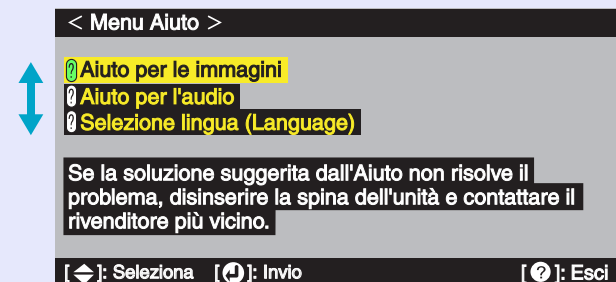 < Menu Aiuto >
Aiuto per le immagini
Aiuto per l'audio
Selezione lingua (Language)
Se la soluzione suggerita dall'Aiuto non risolve il
problema, disinserire la spina dell'unità e contattare il
rivenditore più vicino.
[ ]: Seleziona [ ]: Invio [?]: Esci